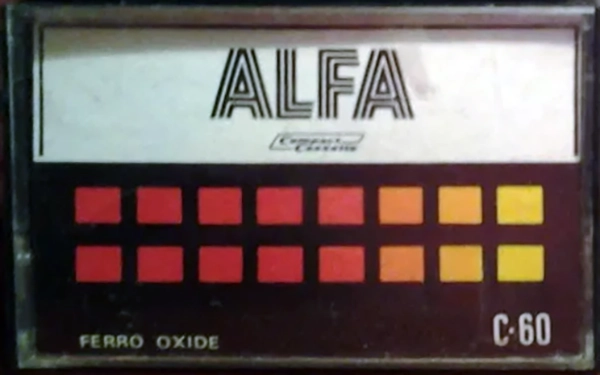 ALFA
Compact
Cassette
FERRO OXIDE
C·60